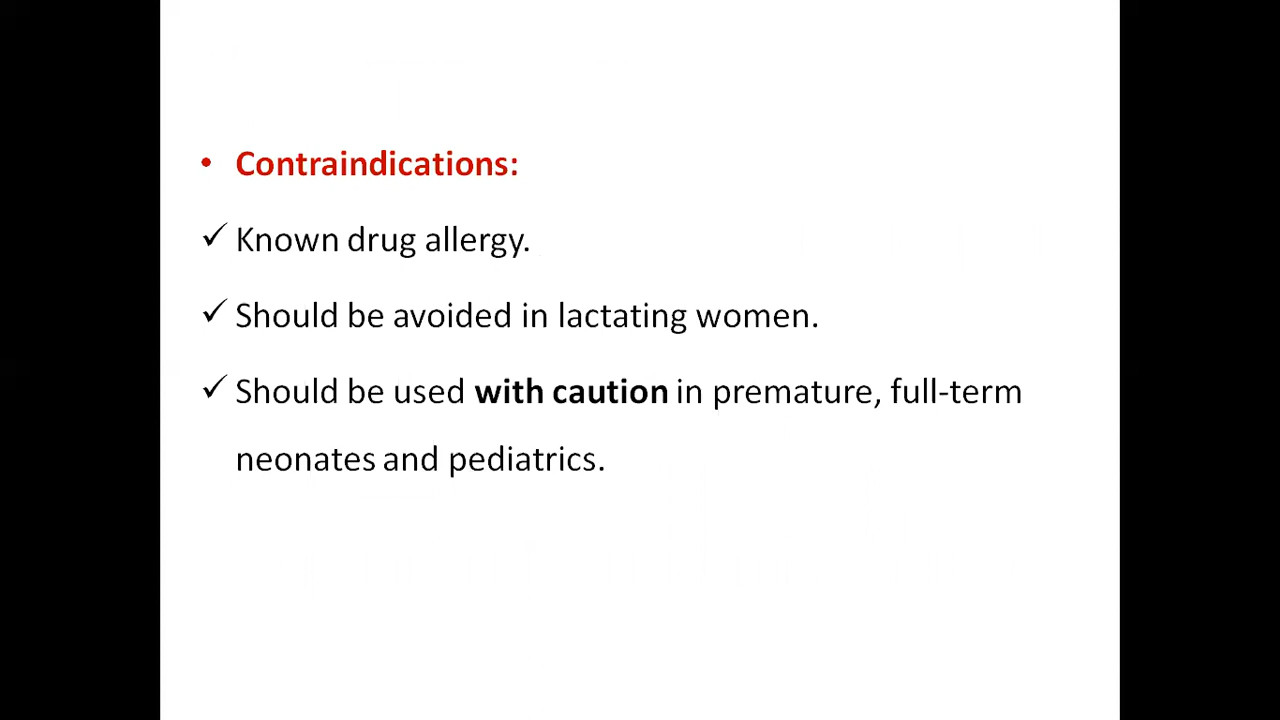 • Contraindications:
✓ Known drug allergy.
✓ Should be avoided in lactating women.
✓ Should be used with caution in premature, full-term
neonates and pediatrics.